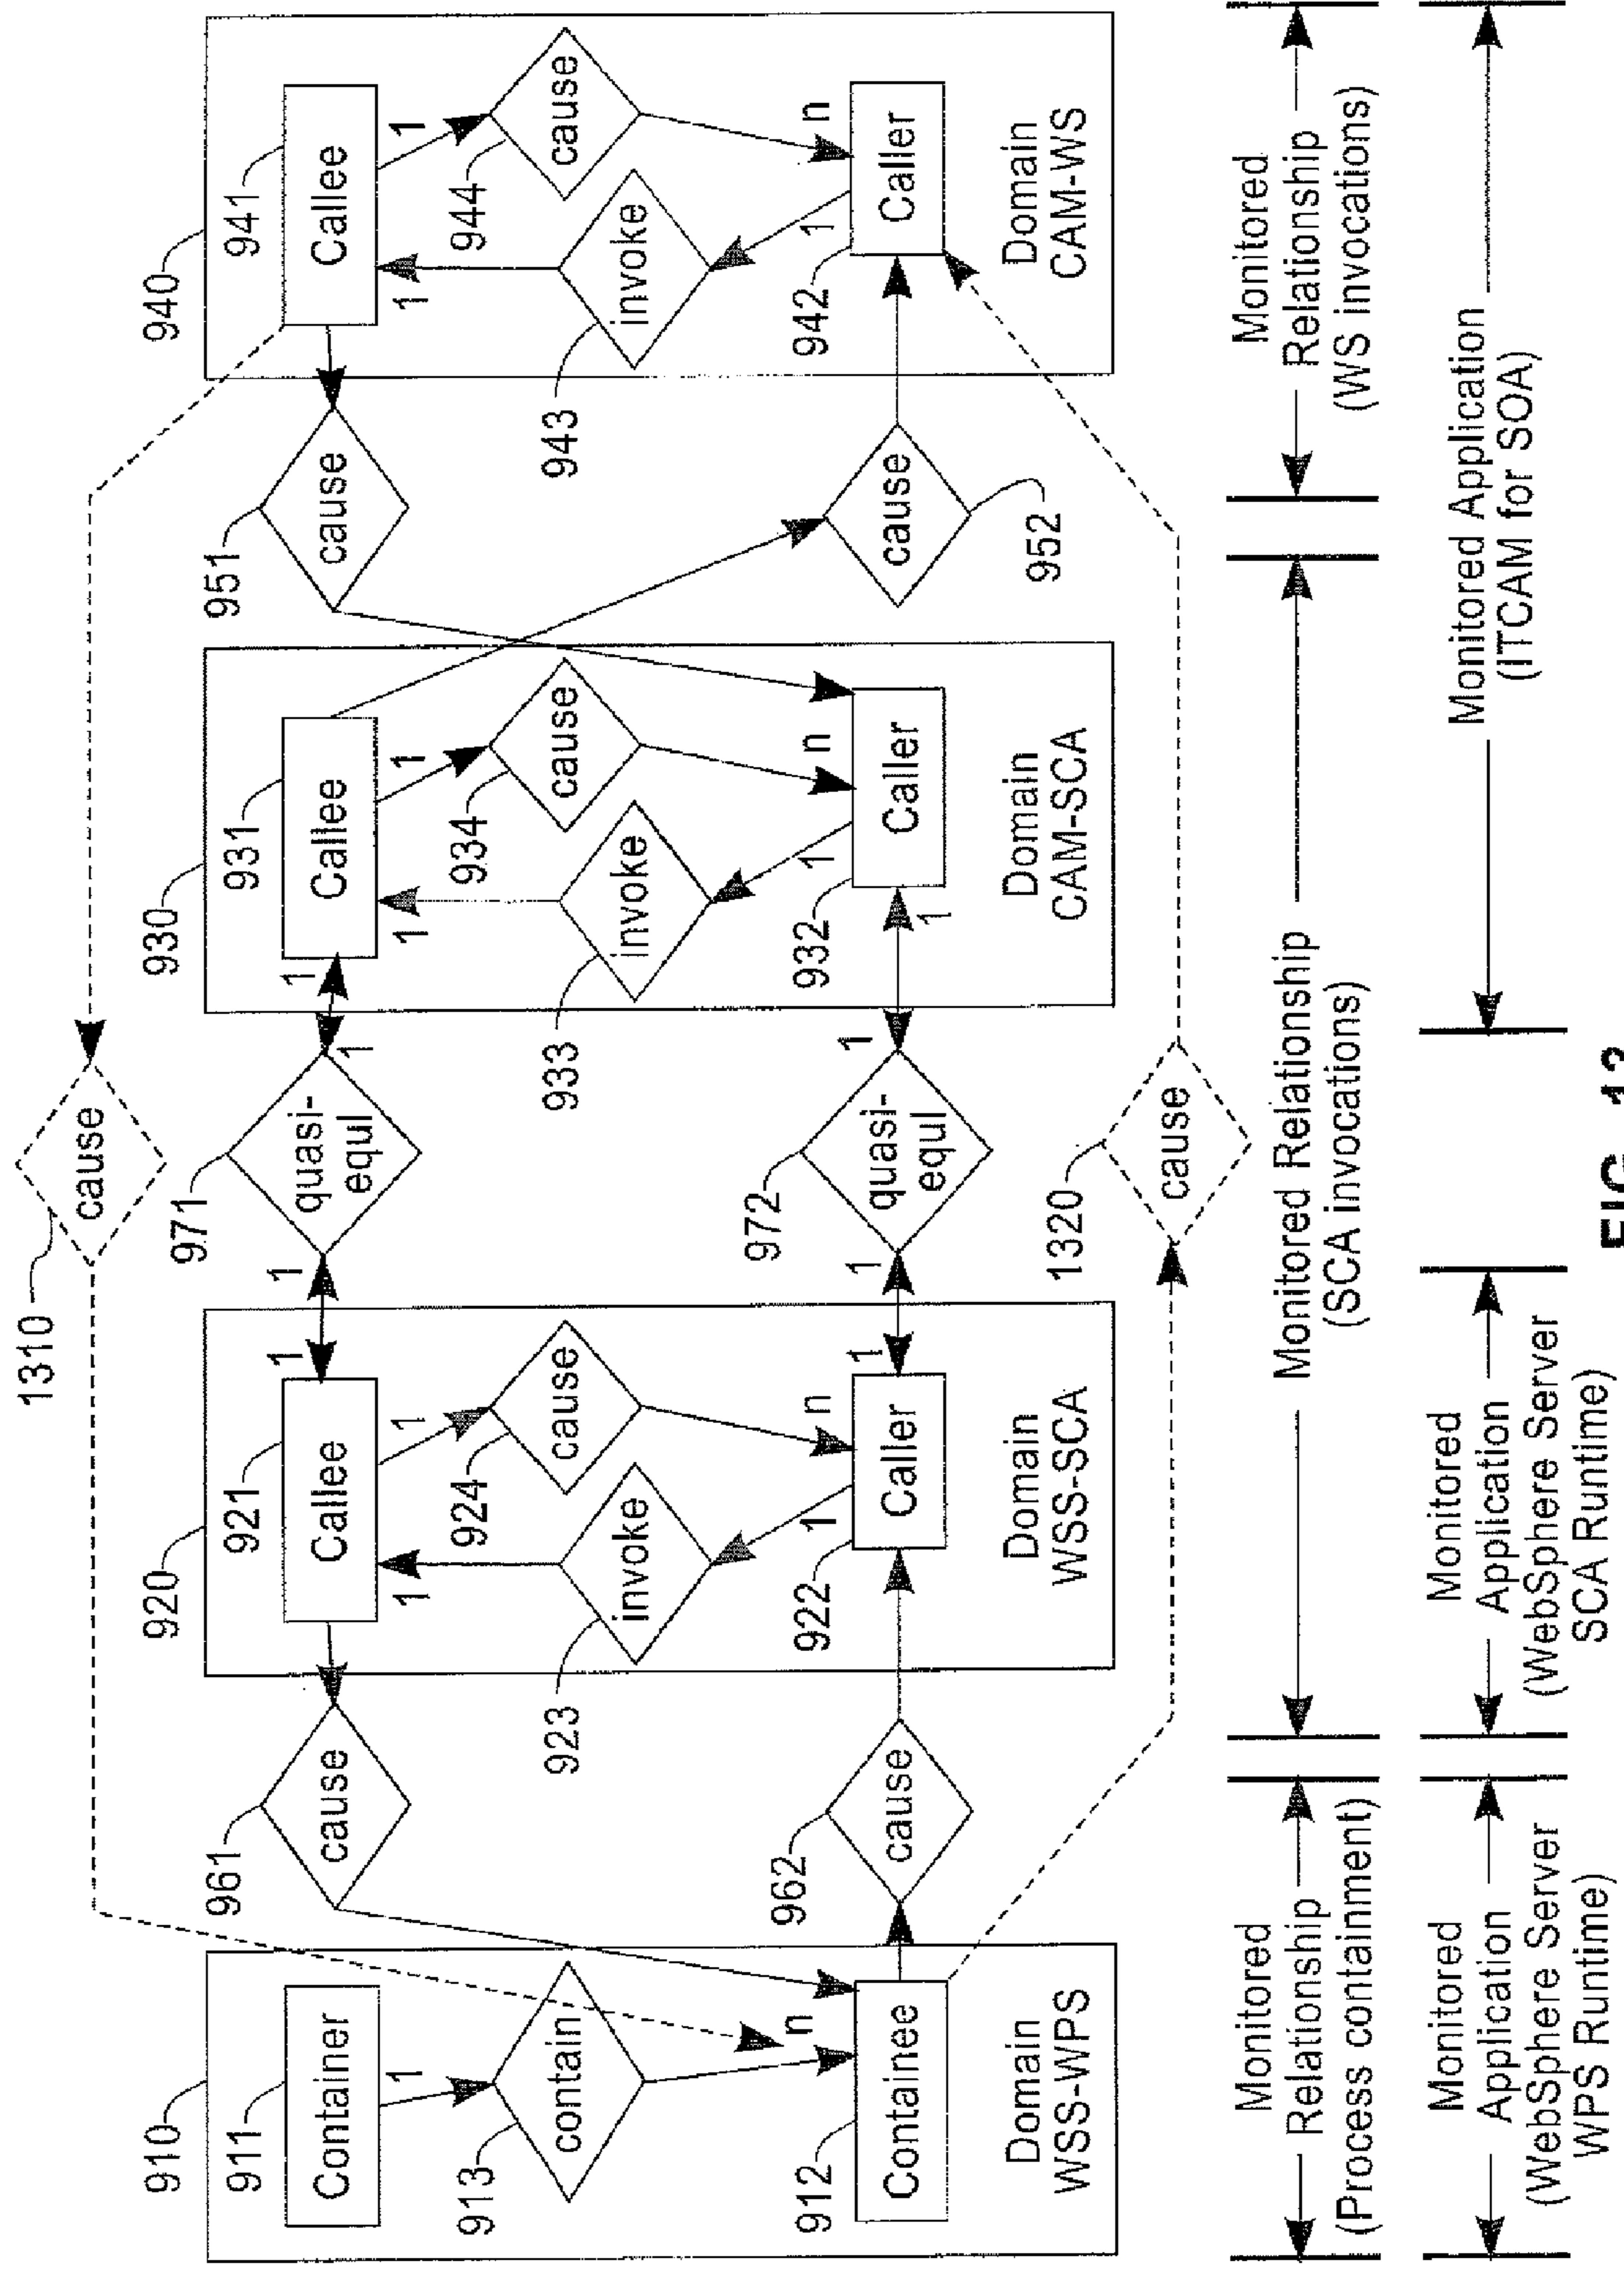 1310
cause
910
911
Container
1
913
contain
n
912
Containee
Domain
WSS-WPS
961
cause
962
cause
920
921
Callee
1
1
1
924
cause
923
invoke
1
n
1
922
Caller
Domain
WSS-SCA
971
quasi-
equi
1
1
972
quasi-
equi
1
1
1320
cause
930
931
Callee
1
1
1
934
cause
933
invoke
1
n
1
932
Caller
Domain
CAM-SCA
951
cause
952
cause
940
941
Callee
1
1
944
cause
943
invoke
1
n
942
Caller
Domain
CAM-WS
Monitored
Relationship
(Process containment)
Monitored Relationship
(SCA invocations)
Monitored
Relationship
(WS invocations)
Monitored
Application
(WebSphere Server
WPS Runtime)
Monitored
Application
(WebSphere Server
SCA Runtime)
Monitored Application
(ITCAM for SOA)
FIG. 13